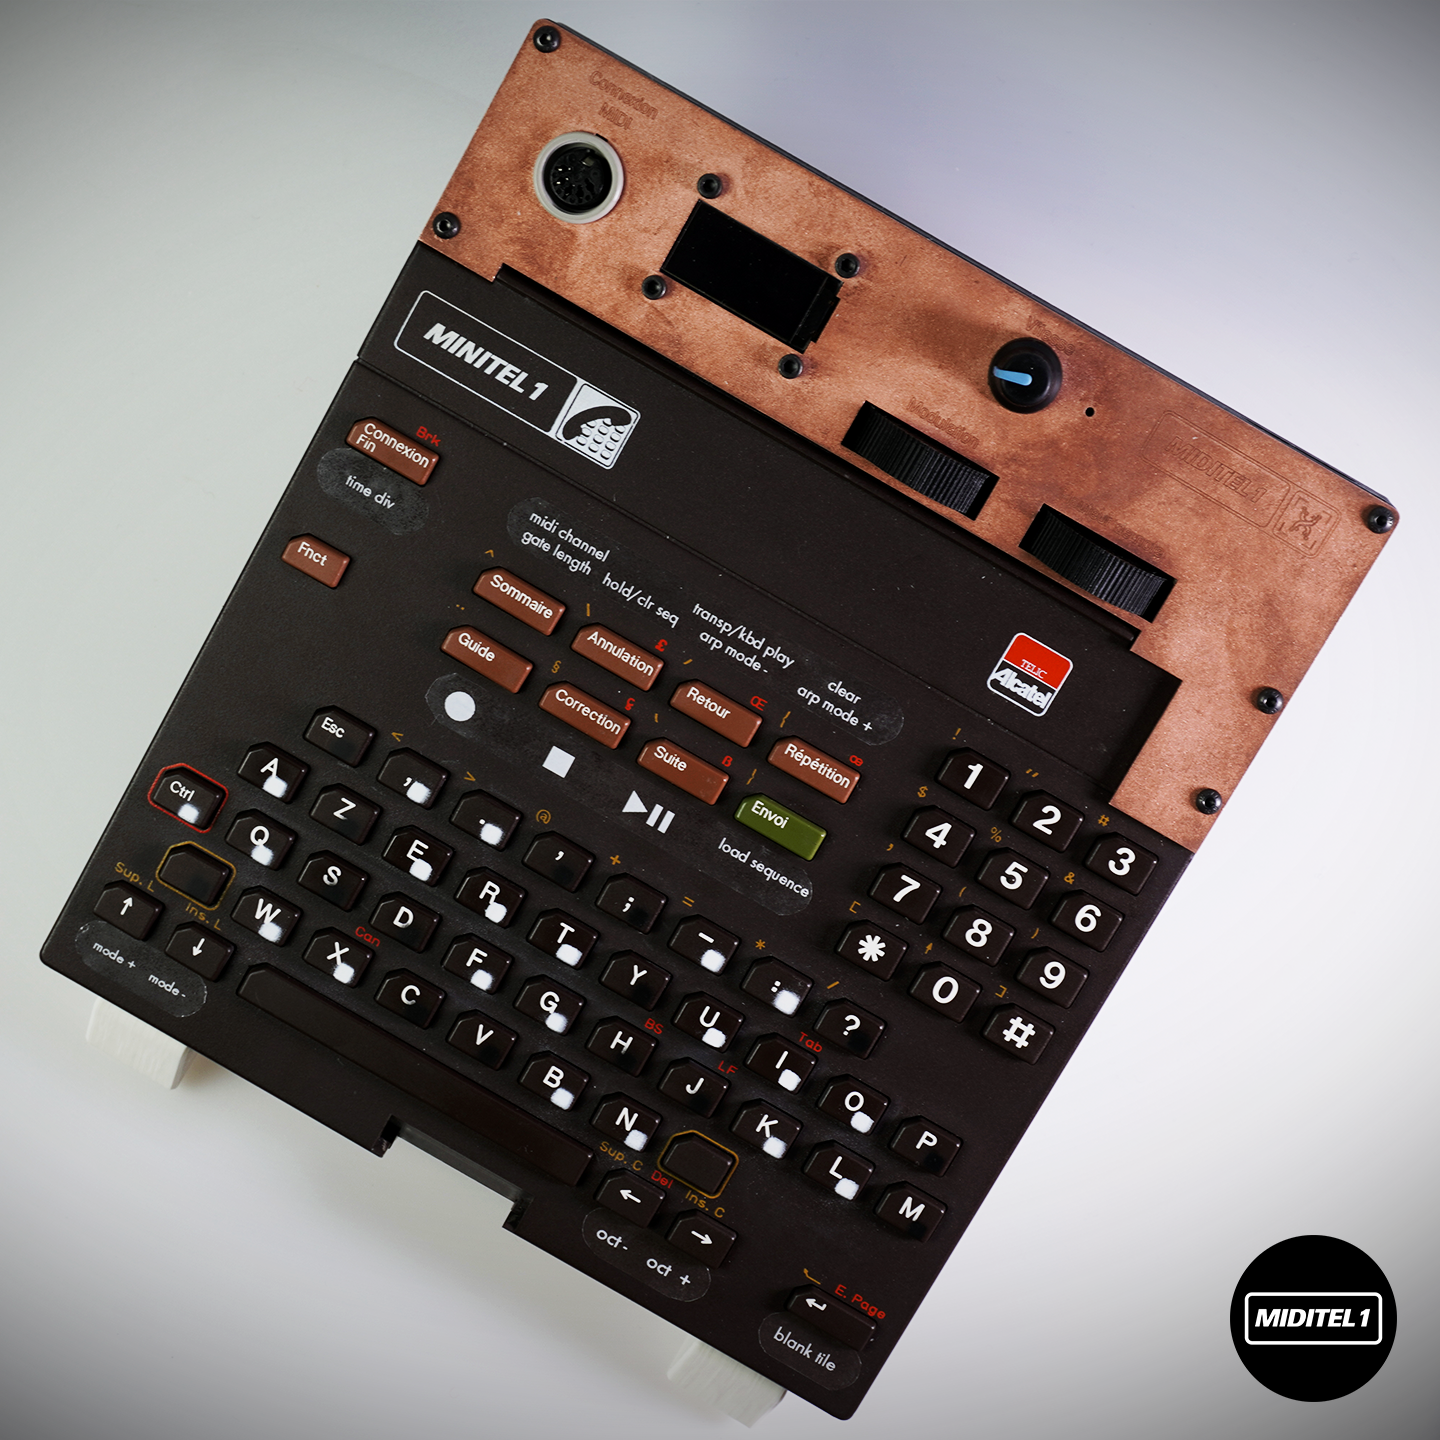 Connexion
MIDI
Modulation
MIDITEL 1
MINITEL 1
TELIC
Alcatel
Connexion
Fin
Brk
time div
Fnct
midi channel
gate length
hold/clr seq
transp/kbd play
arp mode -
clear
arp mode +
^
Sommaire
\
Annulation
£
/
Retour
Œ
{
Répétition
œ
¨
Guide
§
Correction
ç
Suite
β
}
Envoi
load sequence
!
1
"
2
#
3
$
4
%
5
&
6
'
7
(
8
)
9
[
*
↑
0
]
#
Esc
<
,
>
.
@
'
+
;
=
-
*
:
/
?
A
Z
E
R
T
Y
U
I
Tab
O
P
Ctrl
Q
S
D
F
G
H
BS
J
LF
K
L
M
W
X
Can
C
V
B
N
Sup. L
Ins. L
↑
↓
mode +
mode -
Sup. C
Del
Ins. C
←
→
oct -
oct +
E. Page
↵
blank tile
MIDITEL 1